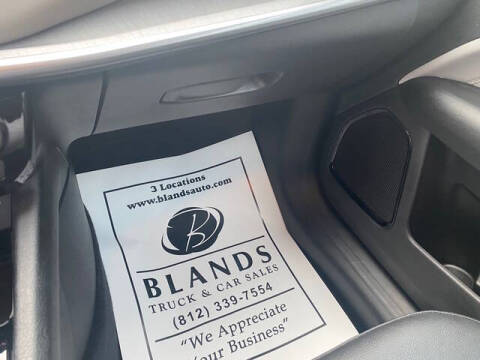 3 Locations
www.blandsauto.com
B
BLANDS
TRUCK & CAR SALES
(812) 339-7554
"We Appreciate
Your Business"